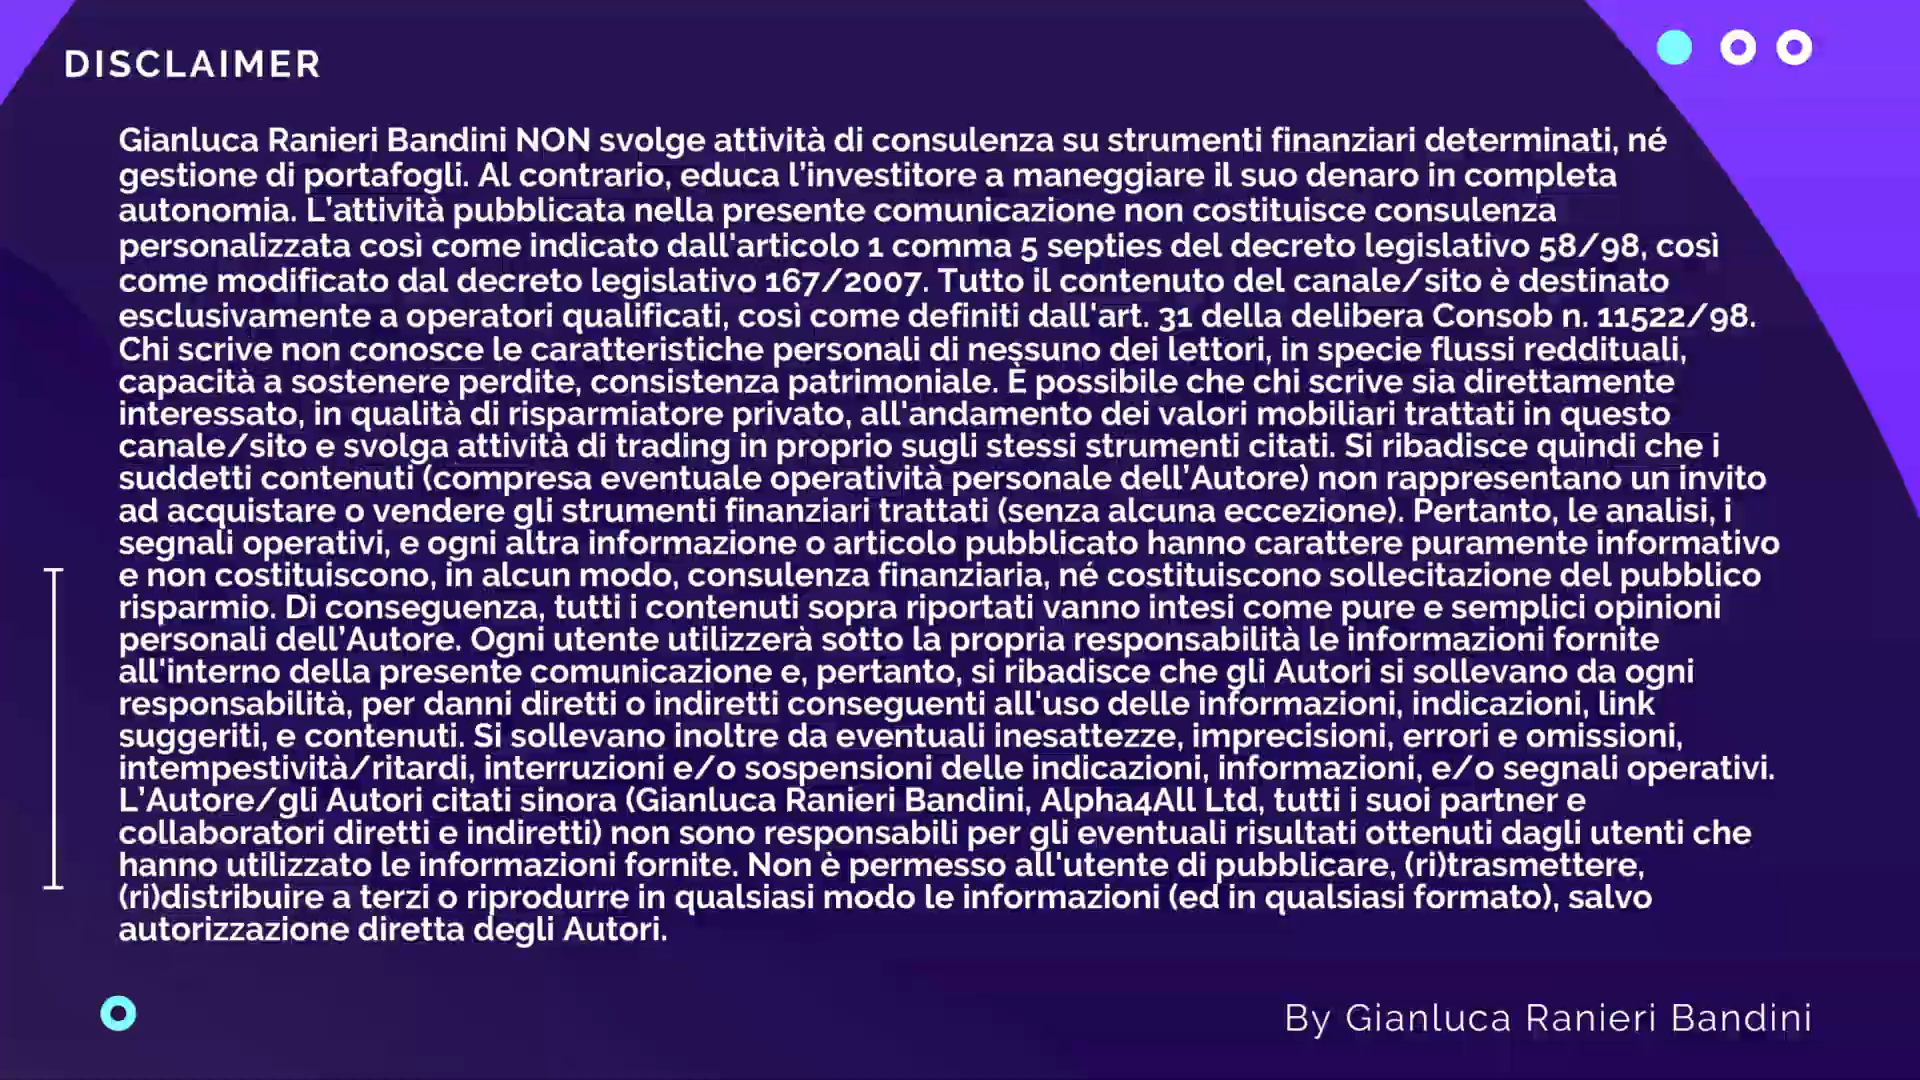 DISCLAIMER
Gianluca Ranieri Bandini NON svolge attività di consulenza su strumenti finanziari determinati, né
gestione di portafogli. Al contrario, educa l’investitore a maneggiare il suo denaro in completa
autonomia. L’attività pubblicata nella presente comunicazione non costituisce consulenza
personalizzata così come indicato dall'articolo 1 comma 5 septies del decreto legislativo 58/98, così
come modificato dal decreto legislativo 167/2007. Tutto il contenuto del canale/sito è destinato
esclusivamente a operatori qualificati, così come definiti dall'art. 31 della delibera Consob n. 11522/98.
Chi scrive non conosce le caratteristiche personali di nessuno dei lettori, in specie flussi reddituali,
capacità a sostenere perdite, consistenza patrimoniale. È possibile che chi scrive sia direttamente
interessato, in qualità di risparmiatore privato, all'andamento dei valori mobiliari trattati in questo
canale/sito e svolga attività di trading in proprio sugli stessi strumenti citati. Si ribadisce quindi che i
suddetti contenuti (compresa eventuale operatività personale dell’Autore) non rappresentano un invito
ad acquistare o vendere gli strumenti finanziari trattati (senza alcuna eccezione). Pertanto, le analisi, i
segnali operativi, e ogni altra informazione o articolo pubblicato hanno carattere puramente informativo
e non costituiscono, in alcun modo, consulenza finanziaria, né costituiscono sollecitazione del pubblico
risparmio. Di conseguenza, tutti i contenuti sopra riportati vanno intesi come pure e semplici opinioni
personali dell’Autore. Ogni utente utilizzerà sotto la propria responsabilità le informazioni fornite
all'interno della presente comunicazione e, pertanto, si ribadisce che gli Autori si sollevano da ogni
responsabilità, per danni diretti o indiretti conseguenti all'uso delle informazioni, indicazioni, link
suggeriti, e contenuti. Si sollevano inoltre da eventuali inesattezze, imprecisioni, errori e omissioni,
intempestività/ritardi, interruzioni e/o sospensioni delle indicazioni, informazioni, e/o segnali operativi.
L’Autore/gli Autori citati sinora (Gianluca Ranieri Bandini, Alpha4All Ltd, tutti i suoi partner e
collaboratori diretti e indiretti) non sono responsabili per gli eventuali risultati ottenuti dagli utenti che
hanno utilizzato le informazioni fornite. Non è permesso all'utente di pubblicare, (ri)trasmettere,
(ri)distribuire a terzi o riprodurre in qualsiasi modo le informazioni (ed in qualsiasi formato), salvo
autorizzazione diretta degli Autori.
By Gianluca Ranieri Bandini